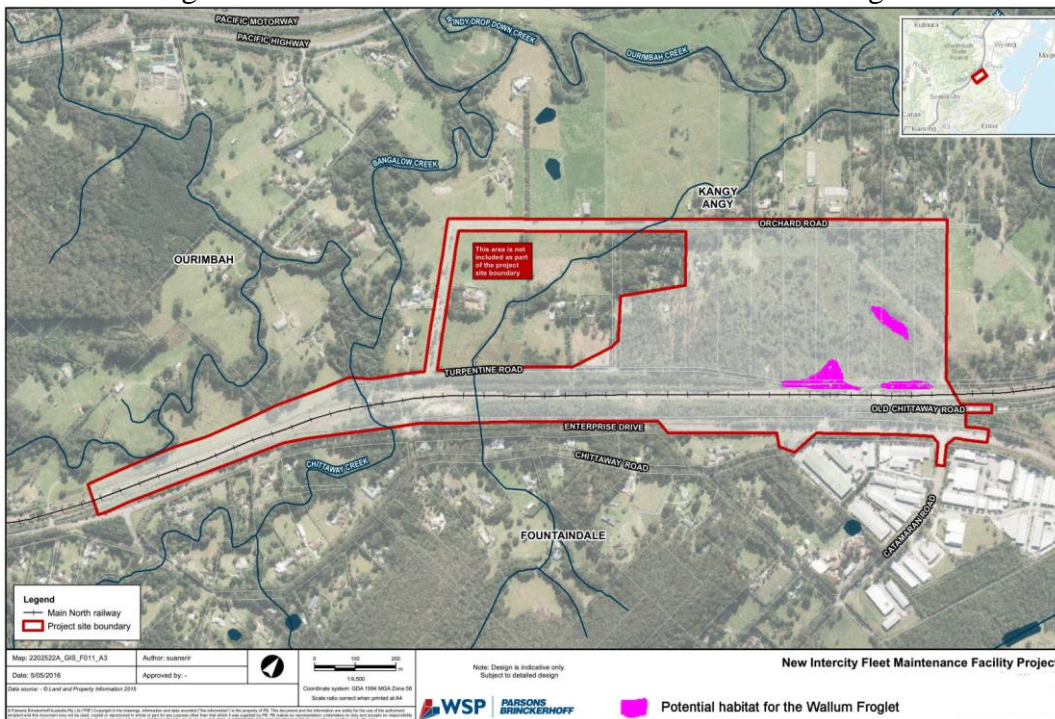 PACIFIC MOTORWAY
PACIFIC HIGHWAY
DROP DOWN CREEK
OURIMBAH CREEK
BANGALOW CREEK
KANGY
ANGY
ORCHARD ROAD
OURIMBAH
This area is not
included as part
of the project
site boundary
TURPENTINE ROAD
OLD CHITTAWAY ROAD
ENTERPRISE DRIVE
CHITTAWAY ROAD
CHITTAWAY CREEK
CATAMARAN ROAD
FOUNTAINDALE
Wyong
Legend
Main North railway
Project site boundary
Map: 2202522A_GIS_F011_A3
Author: suansrir
Date: 5/05/2016
Approved by: -
Data source: - © Land and Property Information 2015
0 100 200
m
1:9,500
Coordinate system: GDA 1994 MGA Zone 56
Scale ratio correct when printed at A4
Note: Design is indicative only.
Subject to detailed design
WSP
PARSONS
BRINCKERHOFF
New Intercity Fleet Maintenance Facility Project
Potential habitat for the Wallum Froglet